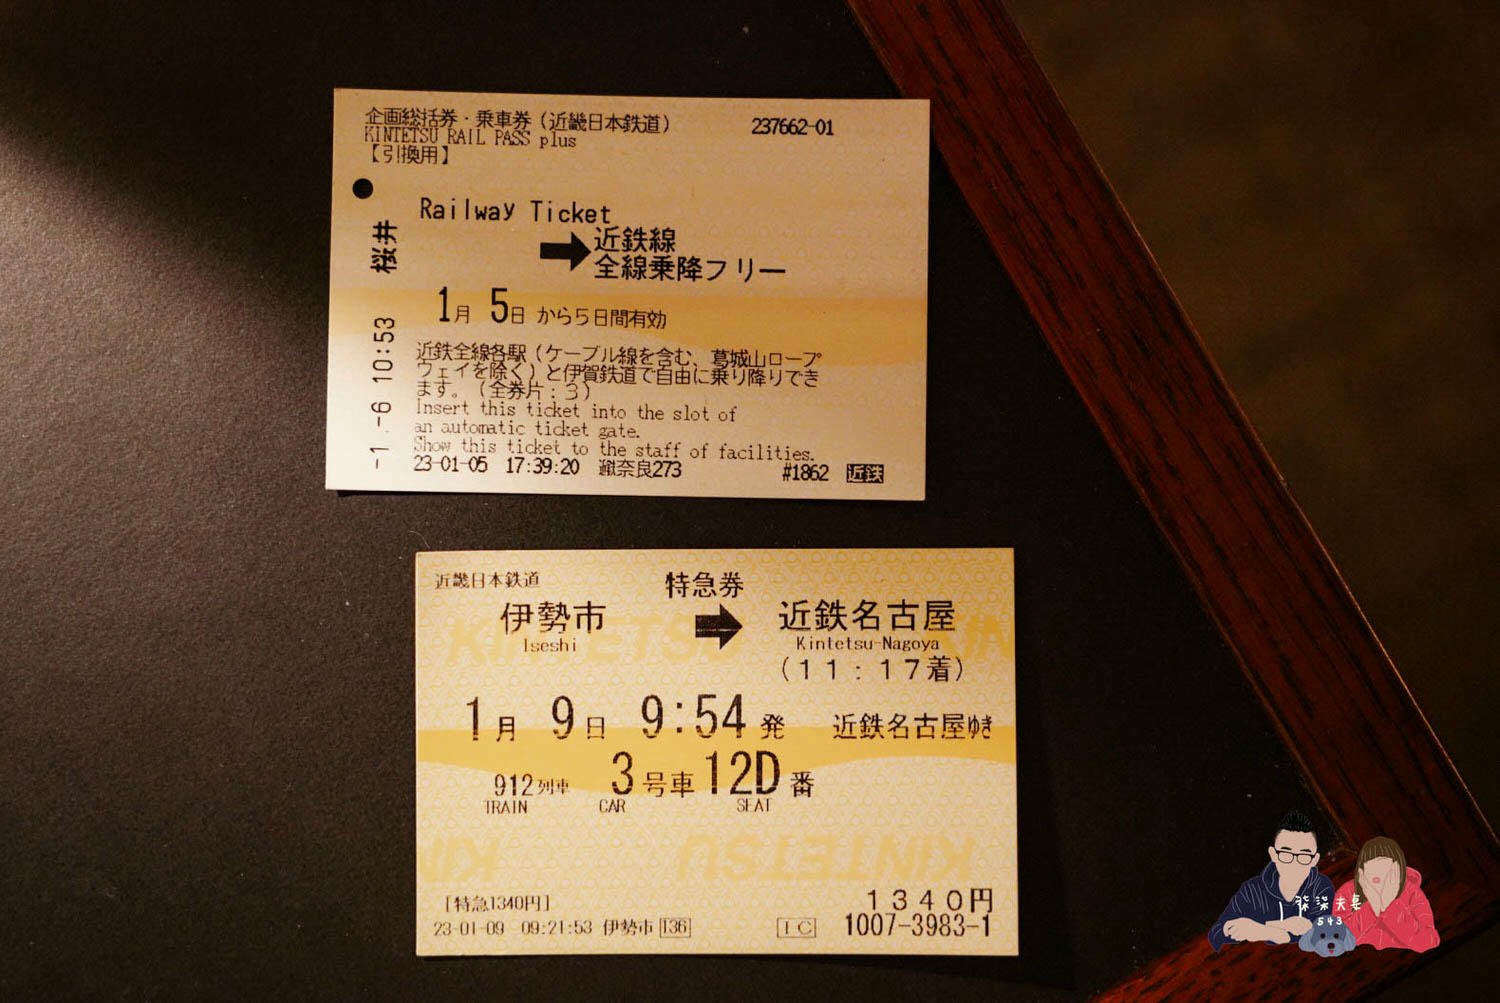 企画総括券・乗車券(近畿日本鉄道)
237662-01
KINTETSU RAIL PASS plus
【引換用】
Railway Ticket
近鉄線
全線乗降フリー
1月 5日 から5日間有効
近鉄全線各駅(ケーブル線を含む、葛城山ロープ
ウェイを除く)と伊賀鉄道で自由に乗り降りでき
ます。(全券片:3)
Insert this ticket into the slot of
an automatic ticket gate.
Show this ticket to the staff of facilities.
23-01-05 17:39:20 奈良273
#1862 近鉄
-1.-6 10:53 桜井
近畿日本鉄道
特急券
伊勢市 近鉄名古屋
Iseshi Kintetsu-Nagoya
(11:17着)
1月 9日 9:54発 近鉄名古屋ゆき
912列車 3号車 12D番
TRAIN CAR SEAT
KINTETSU
KINTETSU
[特急1340円]
1340円
23-01-09 09:21:53 伊勢市 136
IC 1007-3983-1
柒柒夫妻
543